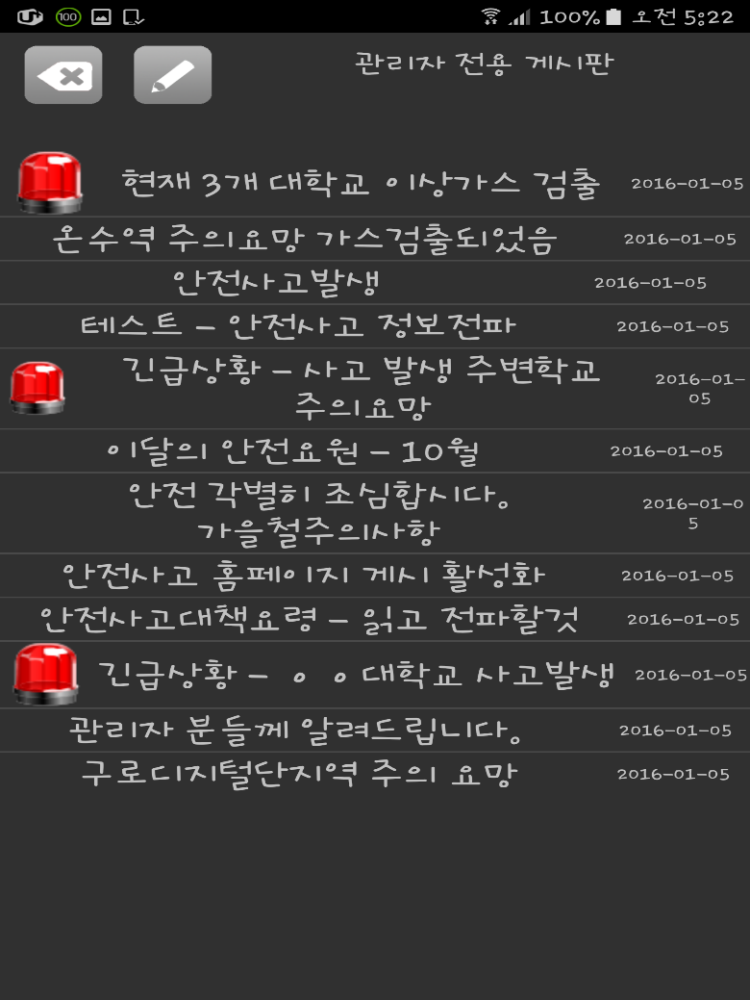 100 100% 오전 5:22
관리자 전용 게시판
현재 3개 대학교 이상가스 검출 2016-01-05
온수역 주의요망 가스검출되었음 2016-01-05
안전사고발생 2016-01-05
테스트 - 안전사고 정보전파 2016-01-05
긴급상황 - 사고 발생 주변학교 2016-01-
주의요망 05
이달의 안전요원 - 10월 2016-01-05
안전 각별히 조심합시다. 2016-01-0
가을철주의사항 5
안전사고 홈페이지 게시 활성화 2016-01-05
안전사고대책요령 - 읽고 전파할것 2016-01-05
긴급상황 - ㅇㅇ대학교 사고발생 2016-01-05
관리자 분들께 알려드립니다. 2016-01-05
구로디지털단지역 주의 요망 2016-01-05